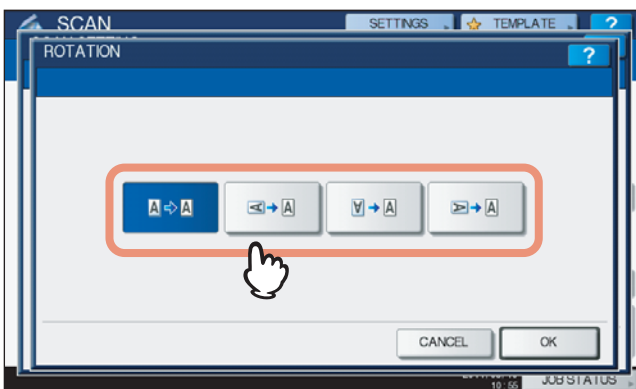 SCAN
SETTINGS
TEMPLATE
?
ROTATION
?
A A
A A
A A
A A
CANCEL
OK
10:55
JOB STATUS